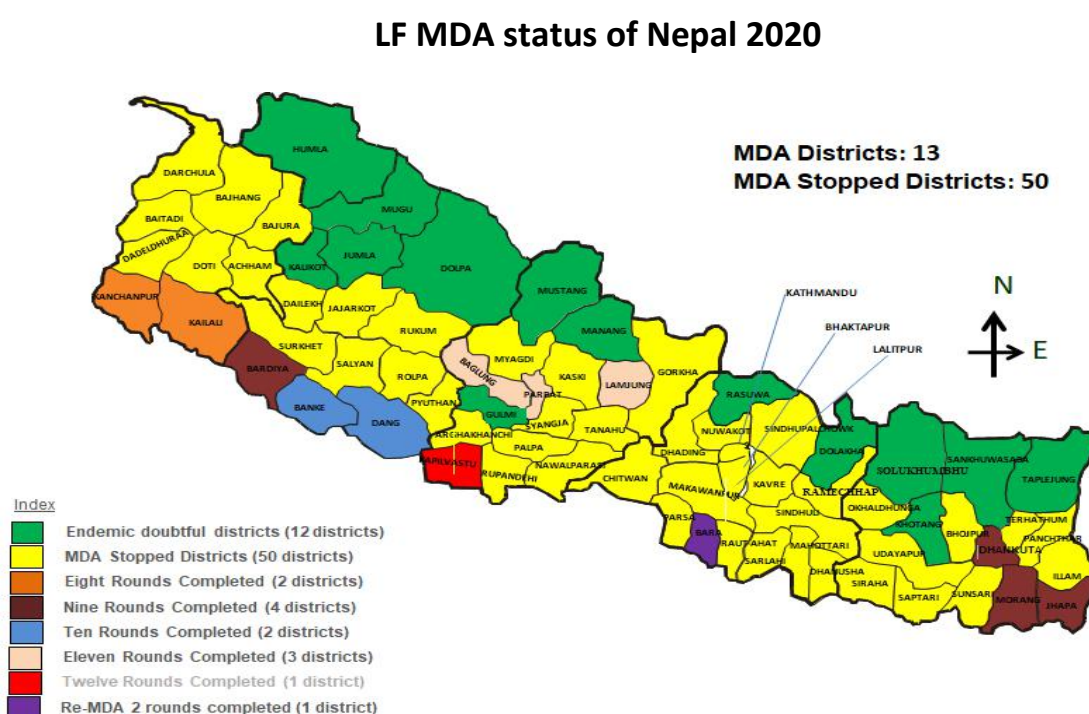 LF MDA status of Nepal 2020
MDA Districts: 13
MDA Stopped Districts: 50
HUMLA
DARCHULA
BAJHANG
MUGU
BAITADI
BAJURA
DADELDHURAA
JUMLA
DOTI
ACHHAM
KALIKOT
DOLPA
MUSTANG
KATHMANDU
N
KANCHANPUR
DAILEKH
JAJARKOT
KAILALI
RUKUM
MANANG
BHAKTAPUR
SURKHET
MYAGDI
LALITPUR
E
BARDIYA
SALYAN
BAGLUNG
KASKI
GORKHA
ROLPA
LAMJUNG
PARBAT
RASUWA
BANKE
PYUTHAN
GULMI
DANG
SYANGJA
TANAHU
NUWAKOT
SINDHUPALCHOWK
ARGHAKHANCHI
PALPA
DHADING
DOLAKHA
SANKHUWASABA
KAPILVASTU
NAWALPARASI
SOLUKHUMBHU
RUPANDEHI
CHITWAN
KAVRE
TAPLEJUNG
MAKAWANPUR
RAMECHHAP
OKHALDHUNGA
SINDHULI
PARSA
KHOTANG
TERHATHUM
BARA
BHOJPUR
PANCHTHAR
RAUTAHAT
MAHOTTARI
UDAYAPUR
DHANKUTA
SARLAHI
DHANUSHA
ILLAM
SIRAHA
SAPTARI
SUNSARI
MORANG
JHAPA
Index
Endemic doubtful districts (12 districts)
MDA Stopped Districts (50 districts)
Eight Rounds Completed (2 districts)
Nine Rounds Completed (4 districts)
Ten Rounds Completed (2 districts)
Eleven Rounds Completed (3 districts)
Twelve Rounds Completed (1 district)
Re-MDA 2 rounds completed (1 district)